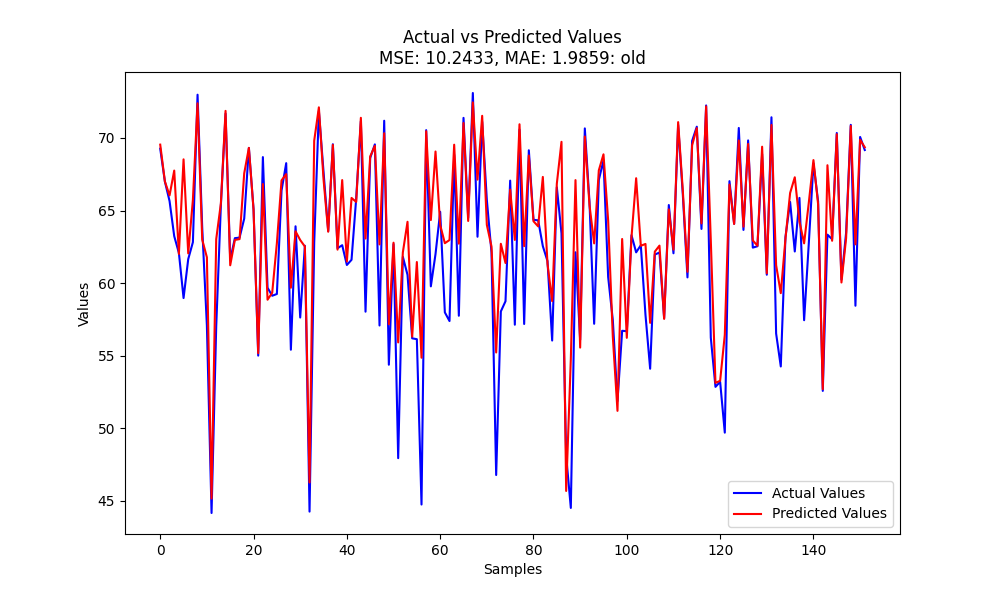 Actual vs Predicted Values
MSE: 10.2433, MAE: 1.9859: old
Values
70
65
60
55
50
45
0 20 40 60 80 100 120 140
Samples
Actual Values
Predicted Values